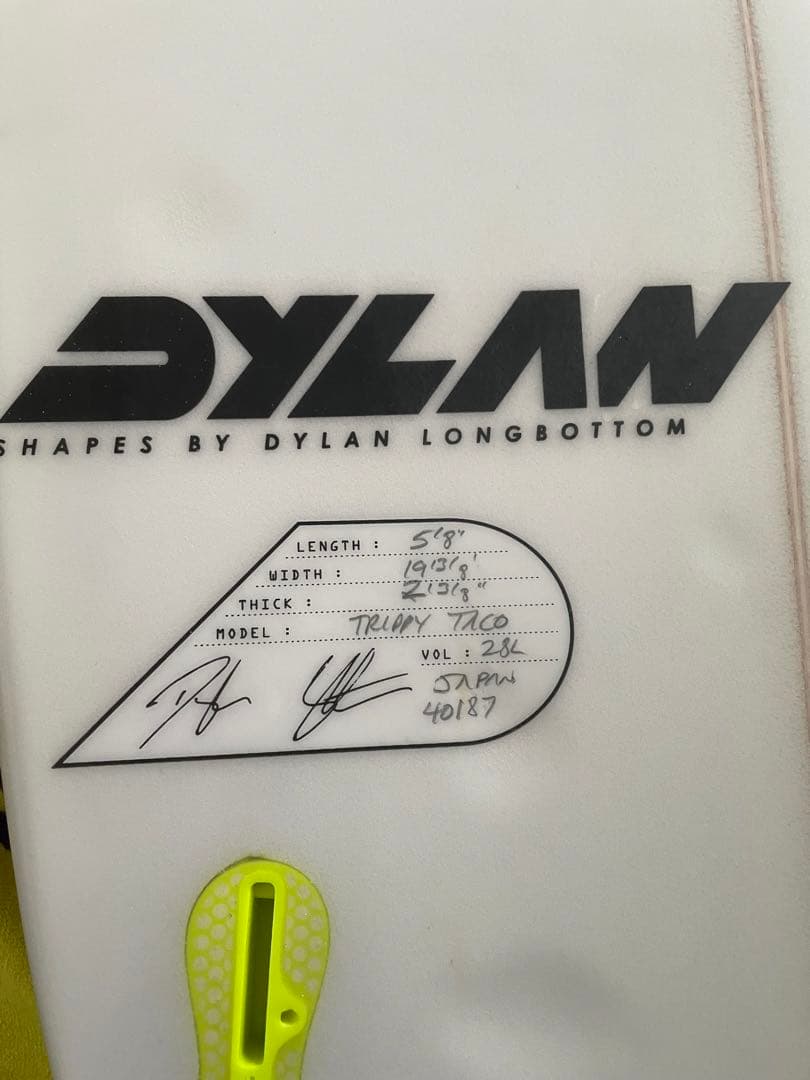 DYLAN
SHAPES BY DYLAN LONGBOTTOM
LENGTH : 5'8"
WIDTH : 19 3/8"
THICK : 2 3/8"
MODEL : TRIPPY TACO
VOL : 28L
JAPAN
40187